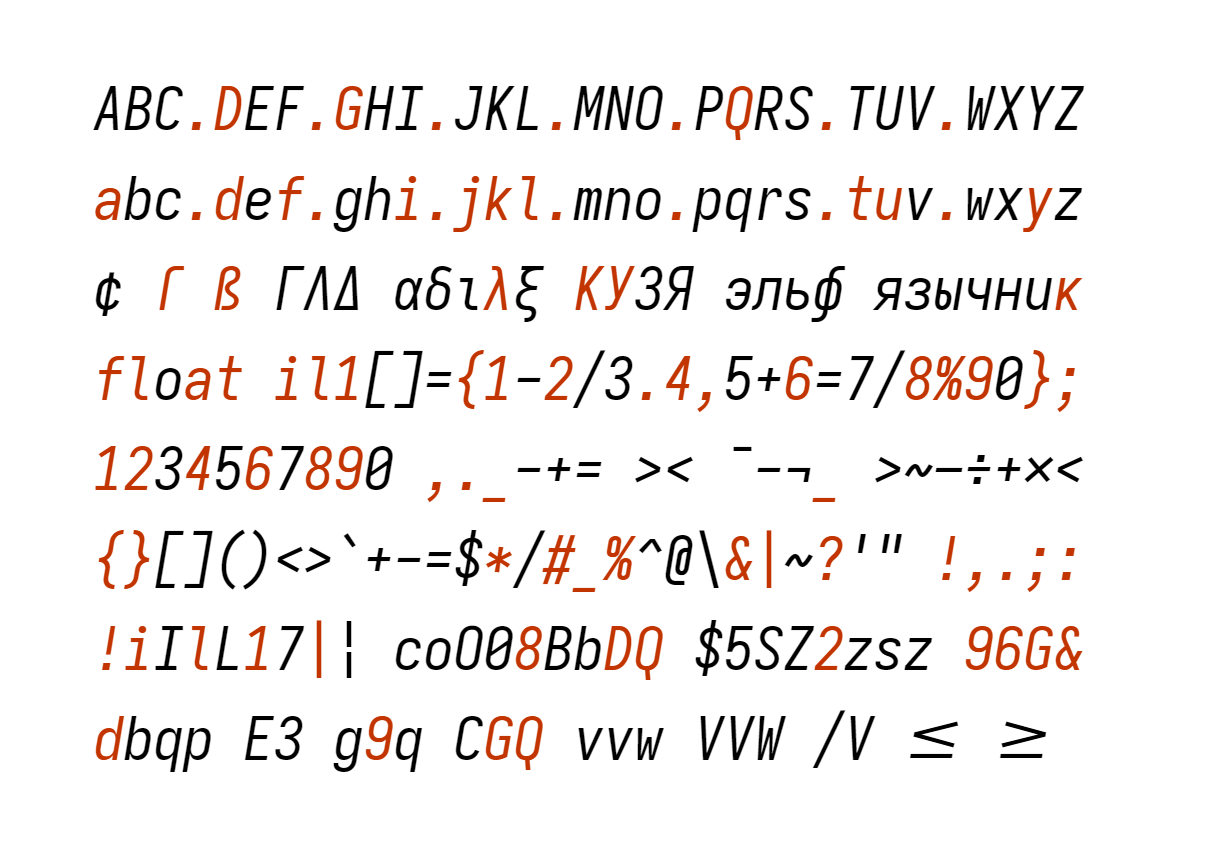 ABC.DEF.GHI.JKL.MNO.PQRS.TUV.WXYZ
abc.def.ghi.jkl.mno.pqrs.tuv.wxyz
¢ Г ß ΓΛΔ αδιλξ КУЗЯ эльф язычник
float il1[]={1-2/3.4,5+6=7/8%90};
1234567890 ,._-+= >< ¯-¬_ >~–÷+×<
{}[]()<>`+-=$*/#_%^@\&|~?'" !,.;:
!iIlL17|¦ coO08BbDQ $5SZ2zsz 96G&
dbqp E3 g9q CGQ vvw VVW /V ≤ ≥